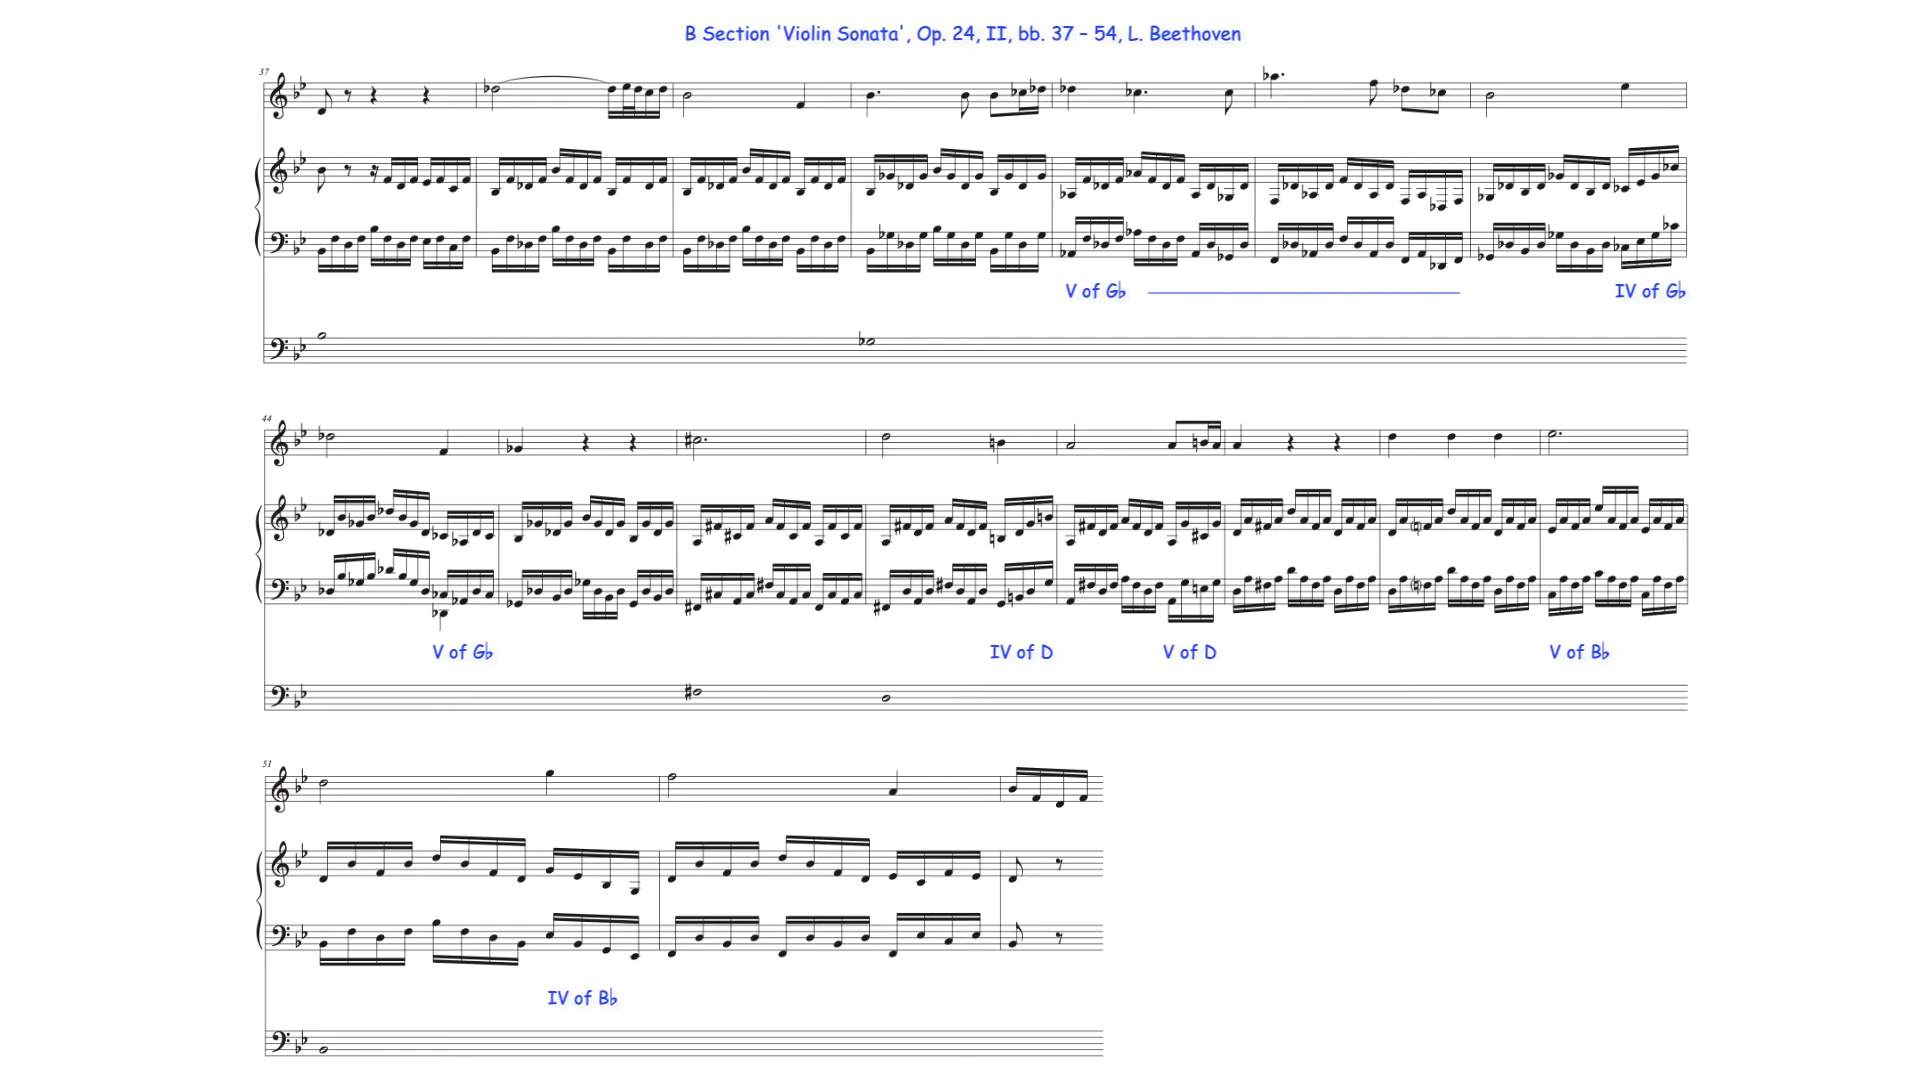 B Section 'Violin Sonata', Op. 24, II, bb. 37 – 54, L. Beethoven
37
V of G♭ IV of G♭
44
V of G♭ IV of D V of D V of B♭
51
IV of B♭